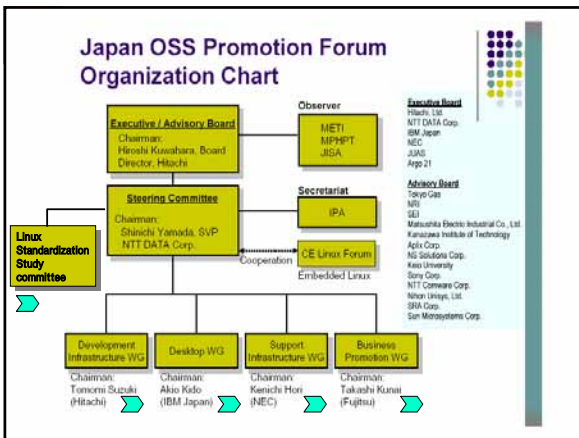 Japan OSS Promotion Forum
Organization Chart
Executive / Advisory Board
Chairman:
Hiroshi Kuwahara, Board
Director, Hitachi
Observer
METI
MPHPT
JISA
Steering Committee
Chairman:
Shinichi Yamada, SVP
NTT DATA Corp.
Secretariat
IPA
Linux
Standardization
Study
committee
Cooperation
CE Linux Forum
Embedded Linux
Development
Infrastructure WG
Chairman:
Tomomi Suzuki
(Hitachi)
Desktop WG
Chairman:
Akio Kido
(IBM Japan)
Support
Infrastructure WG
Chairman:
Kenichi Hori
(NEC)
Business
Promotion WG
Chairman:
Takashi Kunai
(Fujitsu)
Executive Board
Hitachi, Ltd.
NTT DATA Corp.
IBM Japan
NEC
JUAS
Argo 21
Advisory Board
Tokyo Gas
NRI
SEI
Matsushita Electric Industrial Co., Ltd.
Kanazawa Institute of Technology
Aplix Corp.
NS Solutions Corp.
Keio University
Sony Corp.
NTT Comware Corp.
Nihon Unisys, Ltd.
SRA Corp.
Sun Microsystems Corp.